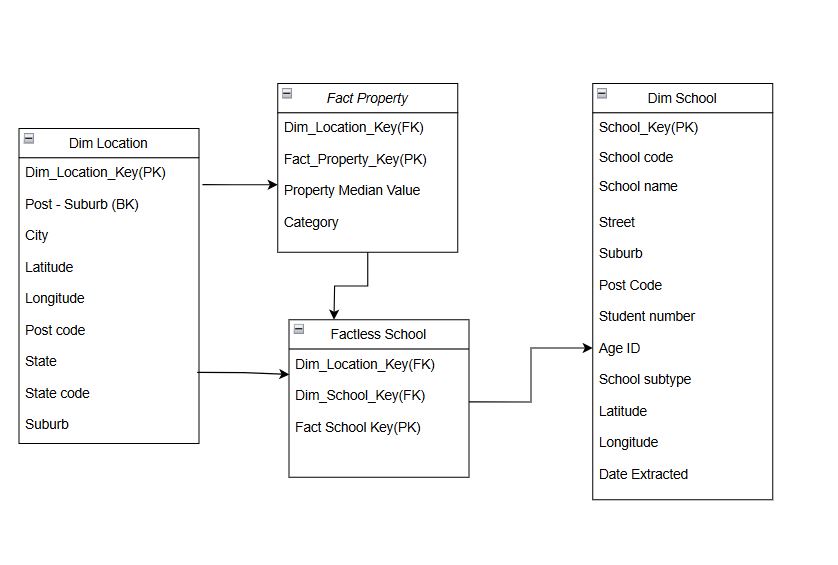 Dim Location
Dim_Location_Key(PK)
Post - Suburb (BK)
City
Latitude
Longitude
Post code
State
State code
Suburb
Fact Property
Dim_Location_Key(FK)
Fact_Property_Key(PK)
Property Median Value
Category
Factless School
Dim_Location_Key(FK)
Dim_School_Key(FK)
Fact School Key(PK)
Dim School
School_Key(PK)
School code
School name
Street
Suburb
Post Code
Student number
Age ID
School subtype
Latitude
Longitude
Date Extracted